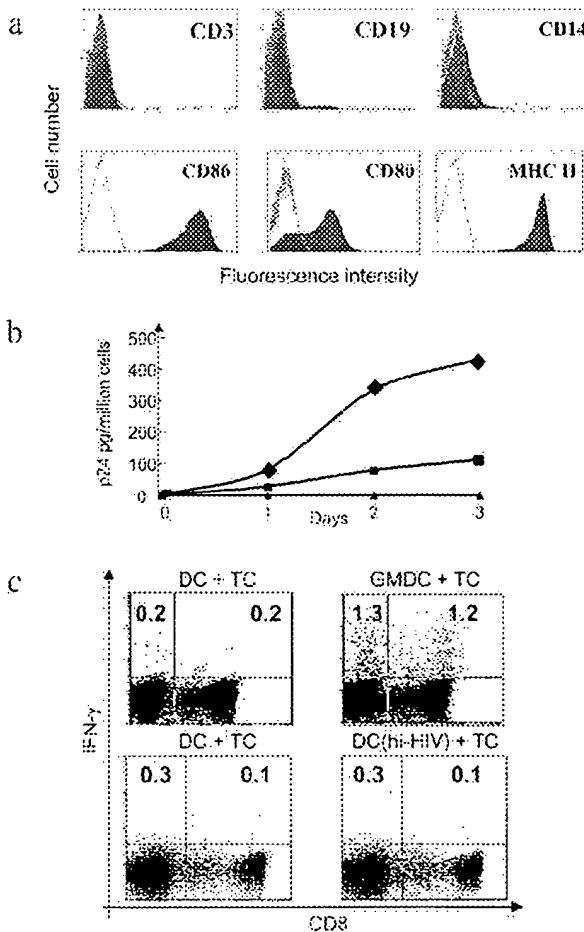 a
CD3 CD19 CD14
Cell number
CD86 CD80 MHC II
Fluorescence intensity
b
p24 pg/million cells
500
400
300
200
100
0
0 1 2 3
Days
c
DC + TC GMDC + TC
0.2 0.2 1.3 1.2
IFN-γ
DC + TC DC(hi-HIV) + TC
0.3 0.1 0.3 0.1
CD8